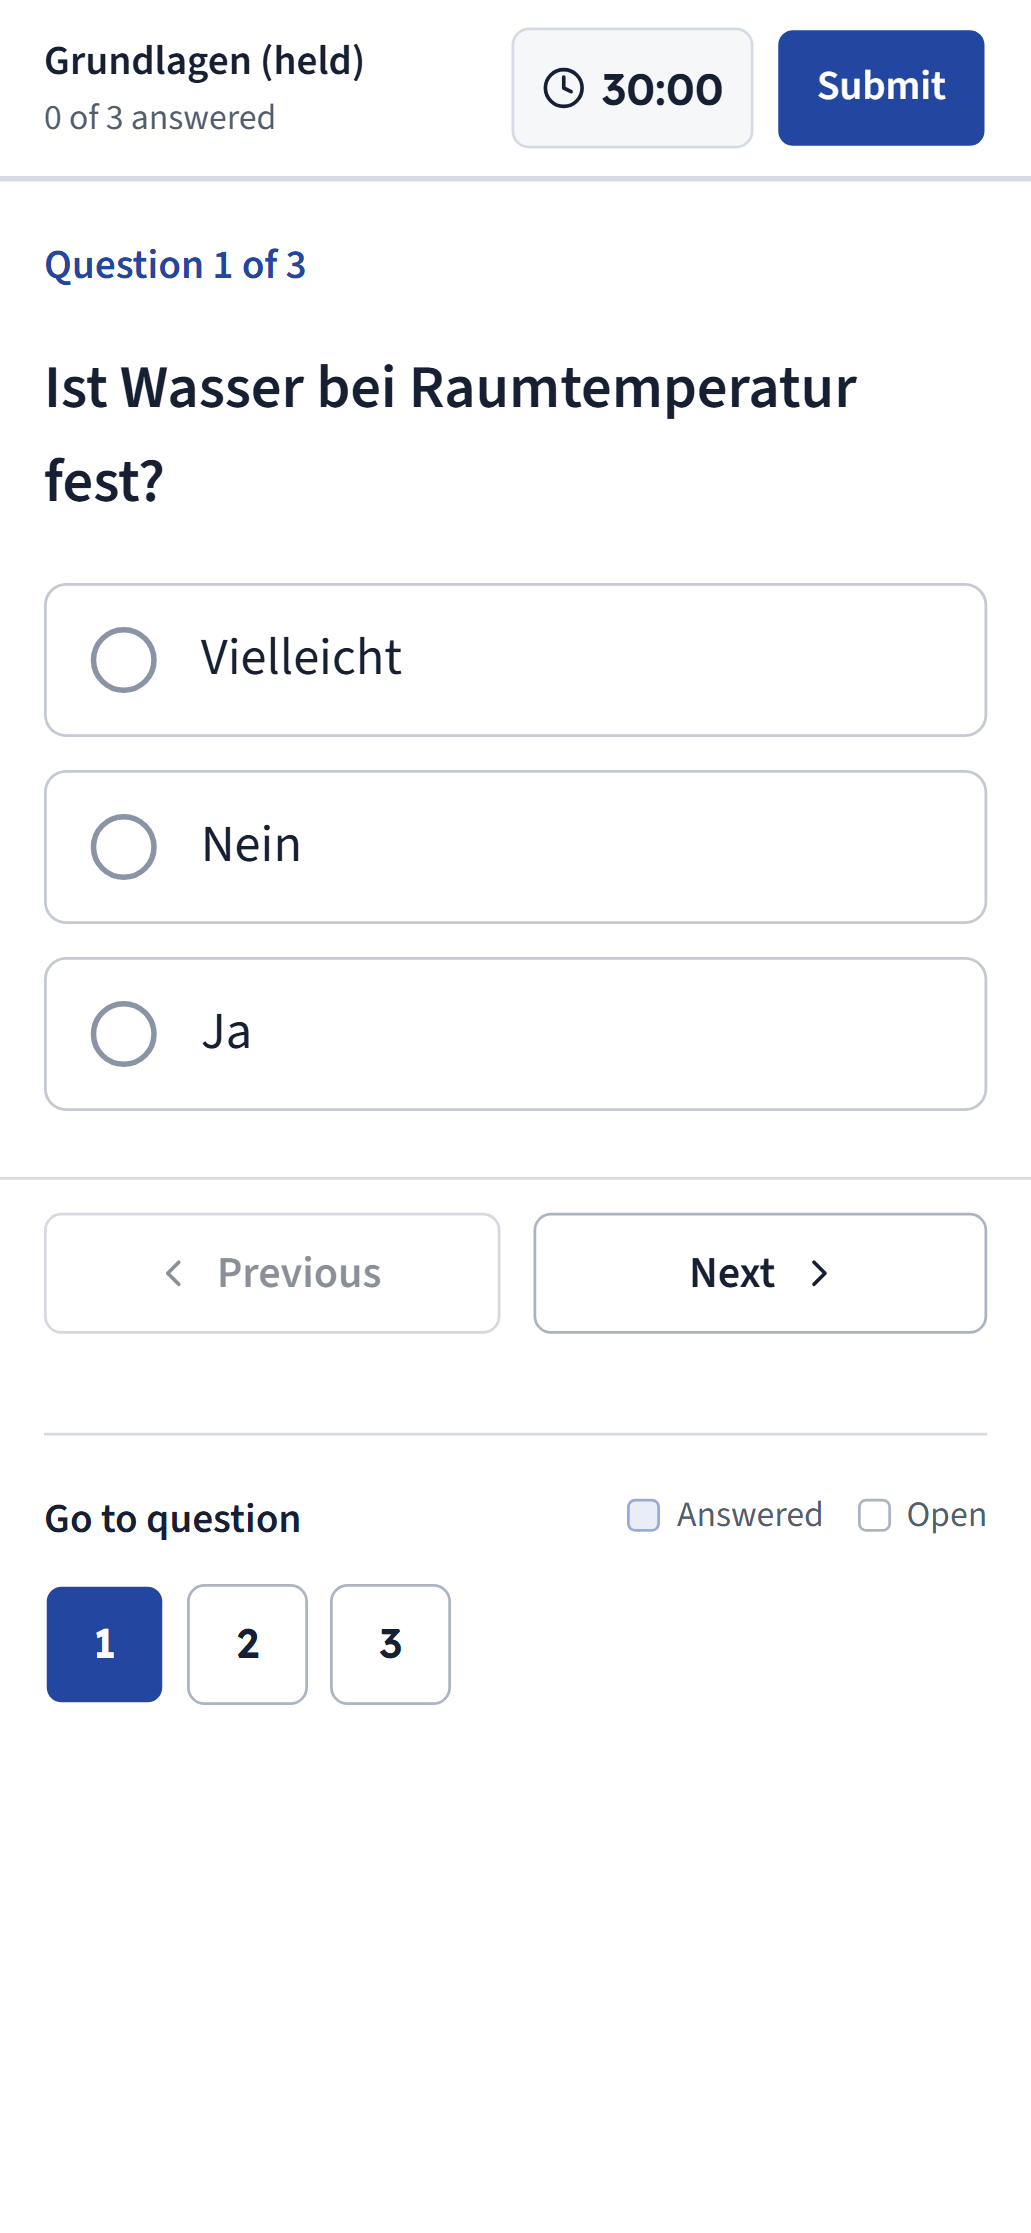 Grundlagen (held)
0 of 3 answered
30:00
Submit
Question 1 of 3
Ist Wasser bei Raumtemperatur
fest?
Vielleicht
Nein
Ja
Previous
Next
Go to question
Answered
Open
1
2
3